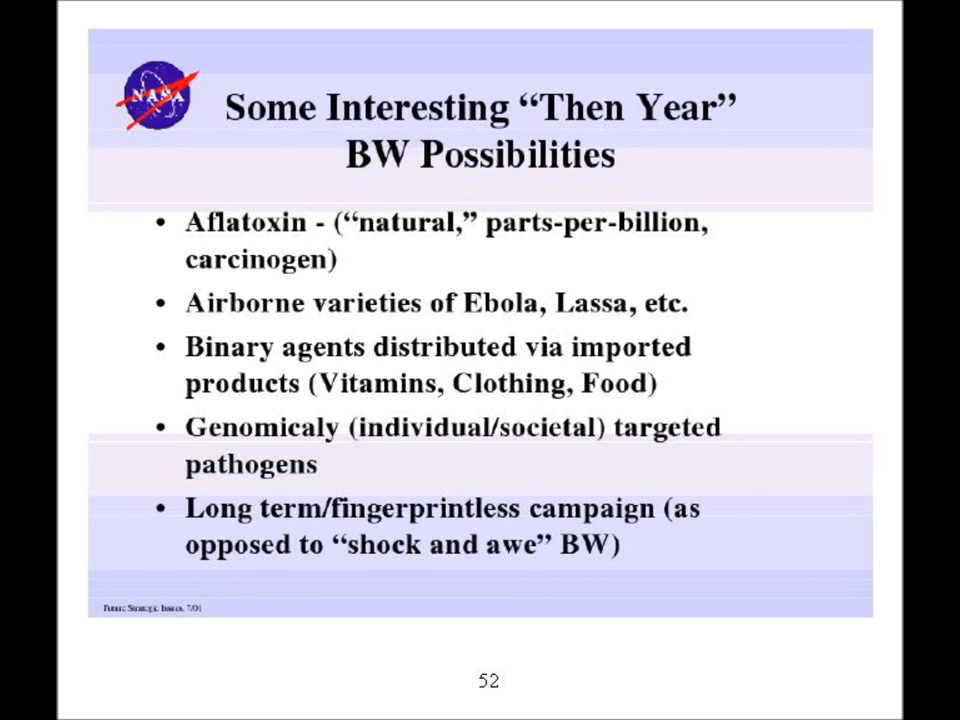 NASA
Some Interesting “Then Year”
BW Possibilities
• Aflatoxin - (“natural,” parts-per-billion,
carcinogen)
• Airborne varieties of Ebola, Lassa, etc.
• Binary agents distributed via imported
products (Vitamins, Clothing, Food)
• Genomicaly (individual/societal) targeted
pathogens
• Long term/fingerprintless campaign (as
opposed to “shock and awe” BW)
Future Strategic Issues, 7/01
52